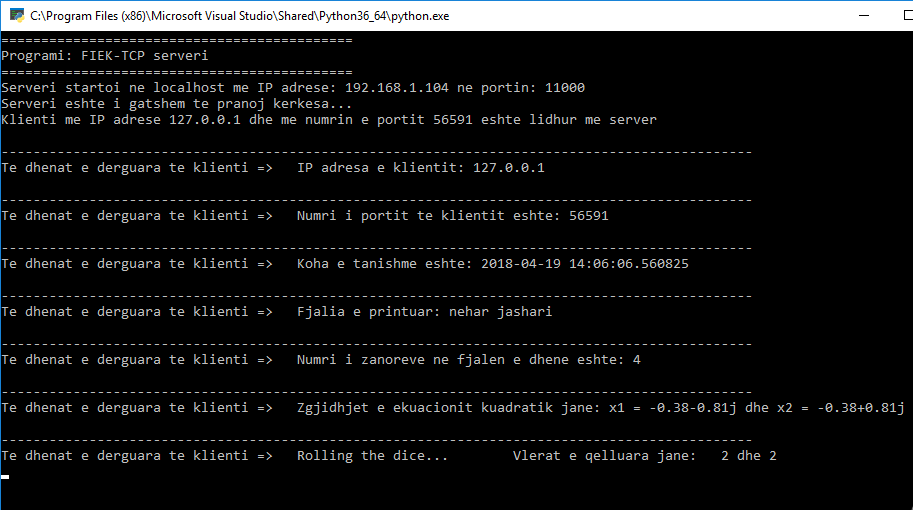 C:\Program Files (x86)\Microsoft Visual Studio\Shared\Python36_64\python.exe
============================================
Programi: FIEK-TCP serveri
============================================
Serveri startoi ne localhost me IP adrese: 192.168.1.104 ne portin: 11000
Serveri eshte i gatshem te pranoj kerkesa...
Klienti me IP adrese 127.0.0.1 dhe me numrin e portit 56591 eshte lidhur me server
----------------------------------------------------------------------------------------------
Te dhenat e derguara te klienti =>   IP adresa e klientit: 127.0.0.1
----------------------------------------------------------------------------------------------
Te dhenat e derguara te klienti =>   Numri i portit te klientit eshte: 56591
----------------------------------------------------------------------------------------------
Te dhenat e derguara te klienti =>   Koha e tanishme eshte: 2018-04-19 14:06:06.560825
----------------------------------------------------------------------------------------------
Te dhenat e derguara te klienti =>   Fjalia e printuar: nehar jashari
----------------------------------------------------------------------------------------------
Te dhenat e derguara te klienti =>   Numri i zanoreve ne fjalen e dhene eshte: 4
----------------------------------------------------------------------------------------------
Te dhenat e derguara te klienti =>   Zgjidhjet e ekuacionit kuadratik jane: x1 = -0.38-0.81j dhe x2 = -0.38+0.81j
----------------------------------------------------------------------------------------------
Te dhenat e derguara te klienti =>   Rolling the dice...        Vlerat e qelluara jane:   2 dhe 2